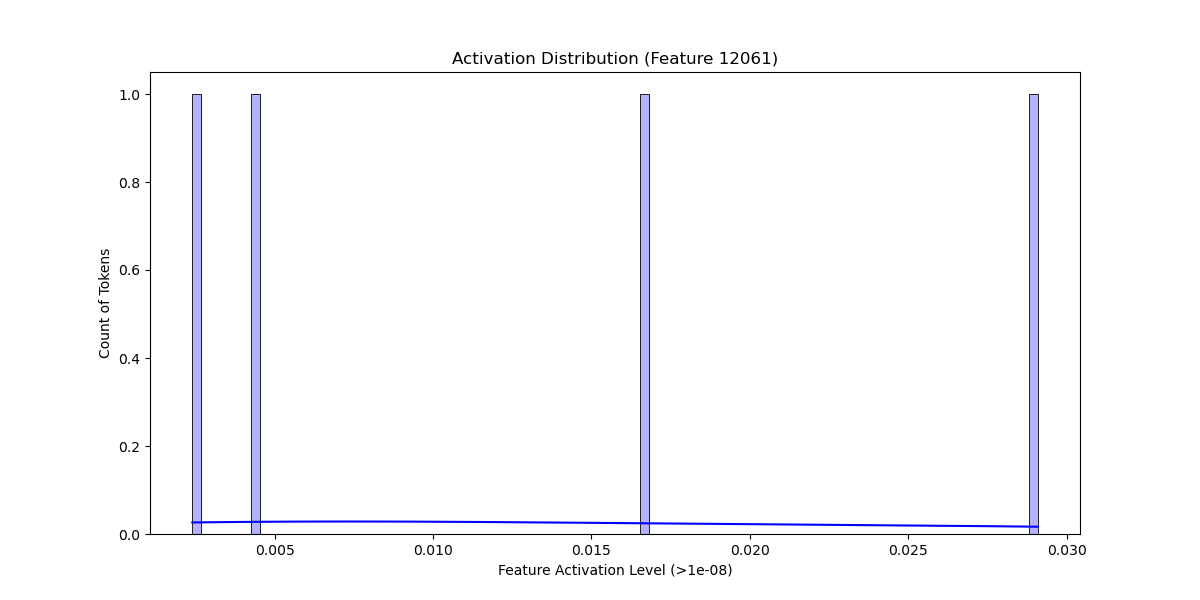 Activation Distribution (Feature 12061)
1.0
0.8
0.6
0.4
0.2
0.0
Count of Tokens
0.005 0.010 0.015 0.020 0.025 0.030
Feature Activation Level (>1e-08)